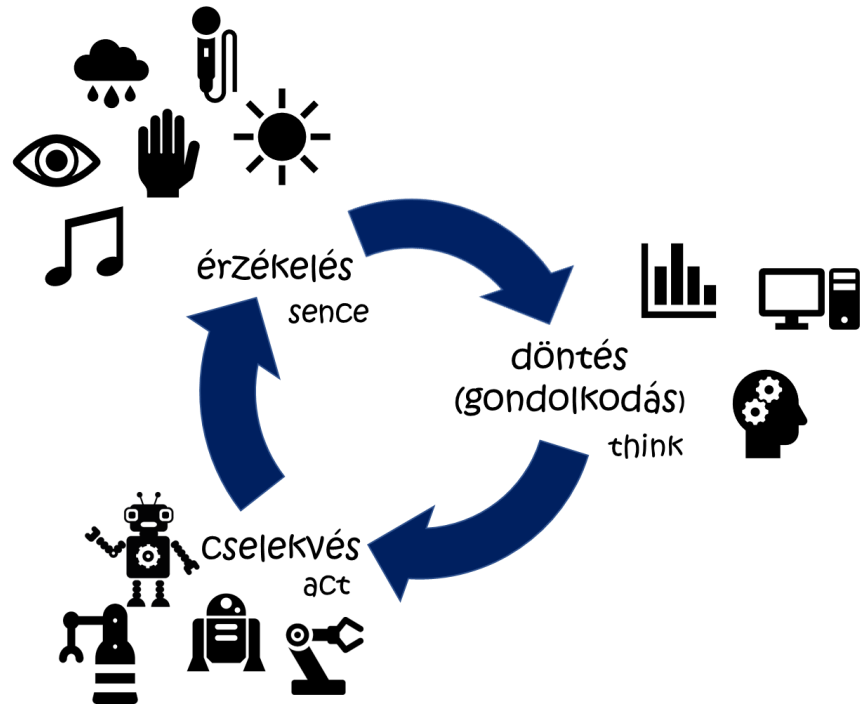 érzékelés
sence
döntés
(gondolkodás)
think
cselekvés
act